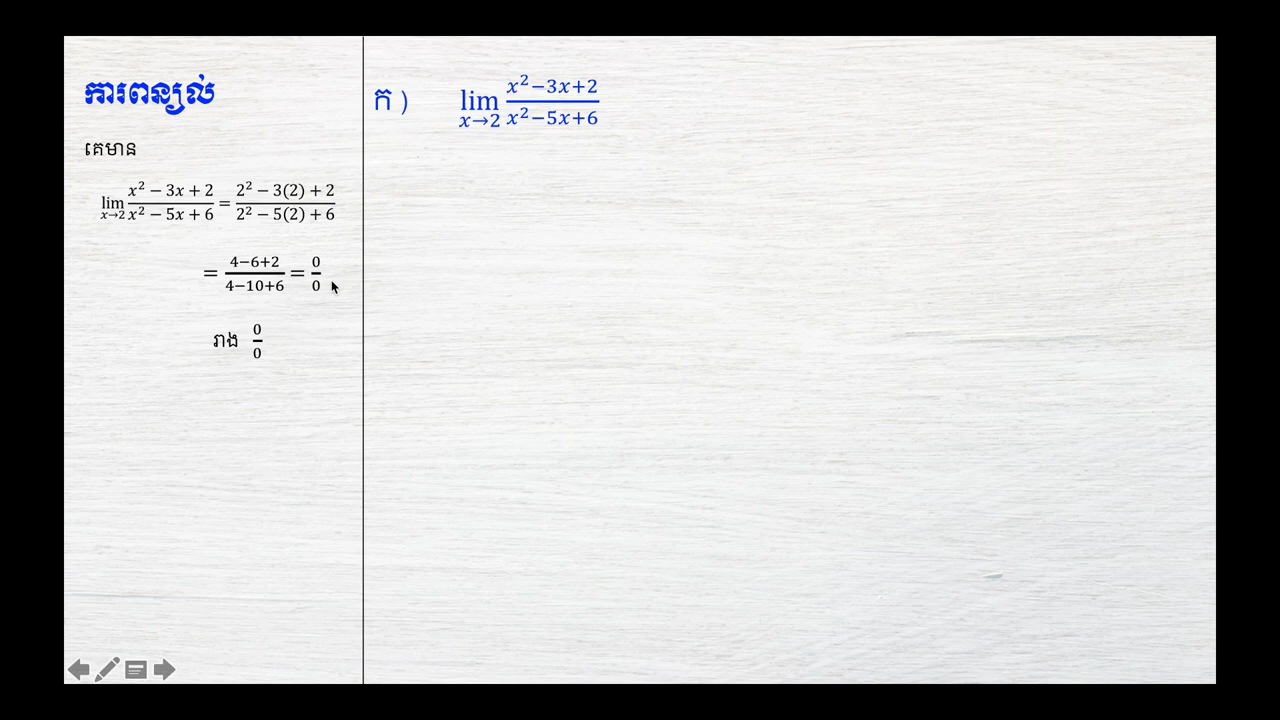 ការពន្យល់
គេមាន
lim x→2 (x² − 3x + 2)/(x² − 5x + 6) = (2² − 3(2) + 2)/(2² − 5(2) + 6)
= (4−6+2)/(4−10+6) = 0/0
រាង 0/0
ក ) lim x→2 (x²−3x+2)/(x²−5x+6)